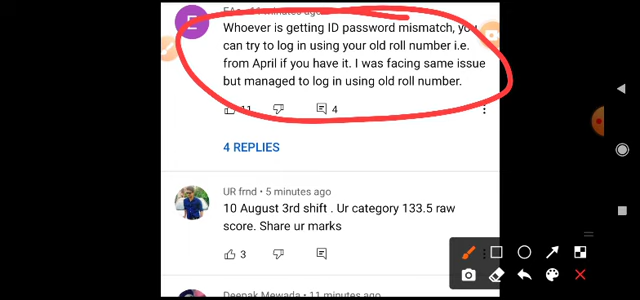 E
minutes ago
Whoever is getting ID password mismatch, you
can try to log in using your old roll number i.e.
from April if you have it. I was facing same issue
but managed to log in using old roll number.
11 4
4 REPLIES
UR frnd • 5 minutes ago
10 August 3rd shift . Ur category 133.5 raw
score. Share ur marks
3
Deepak Mewada • 11 minutes ago